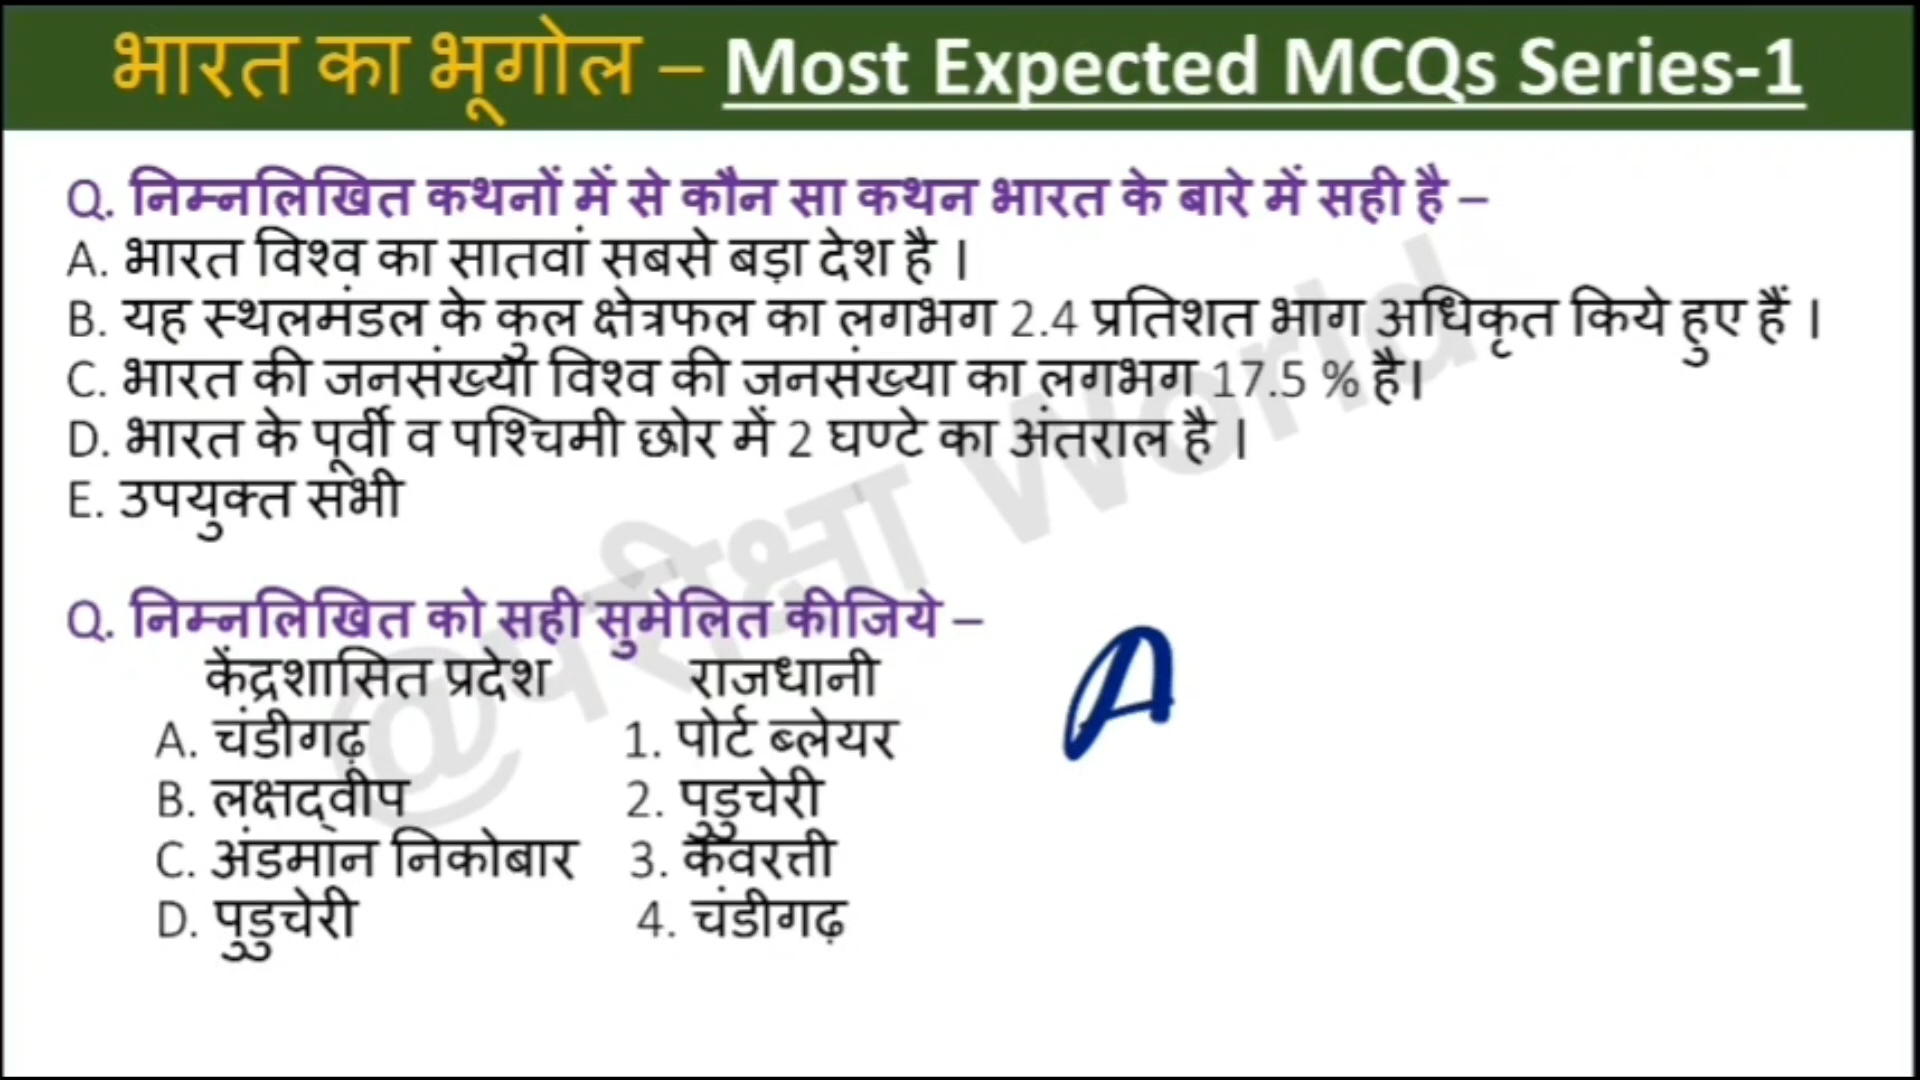 भारत का भूगोल – Most Expected MCQs Series-1
Q. निम्नलिखित कथनों में से कौन सा कथन भारत के बारे में सही है –
A. भारत विश्व का सातवां सबसे बड़ा देश है ।
B. यह स्थलमंडल के कुल क्षेत्रफल का लगभग 2.4 प्रतिशत भाग अधिकृत किये हुए हैं ।
C. भारत की जनसंख्या विश्व की जनसंख्या का लगभग 17.5 % है।
D. भारत के पूर्वी व पश्चिमी छोर में 2 घण्टे का अंतराल है ।
E. उपयुक्त सभी
@परीक्षा World
Q. निम्नलिखित को सही सुमेलित कीजिये –
केंद्रशासित प्रदेश राजधानी
A. चंडीगढ़ 1. पोर्ट ब्लेयर
B. लक्षद्वीप 2. पुडुचेरी
C. अंडमान निकोबार 3. कैवरत्ती
D. पुडुचेरी 4. चंडीगढ़
A